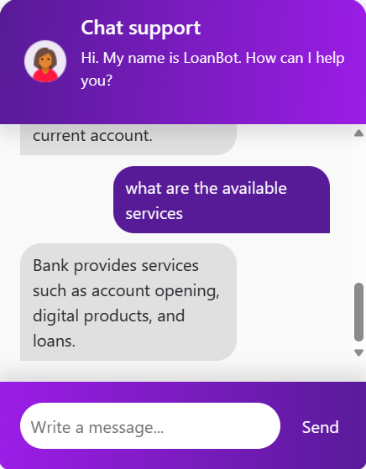 Chat support
Hi. My name is LoanBot. How can I help
you?
current account.
what are the available
services
Bank provides services
such as account opening,
digital products, and
loans.
Write a message...
Send